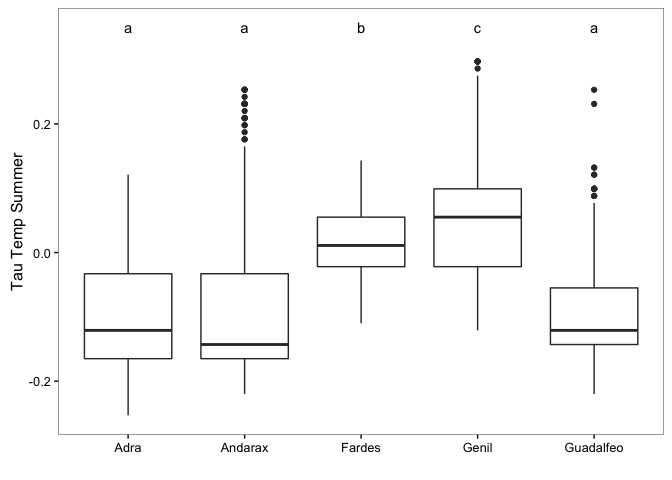 a a b c a
Tau Temp Summer
0.2
0.0
-0.2
Adra Andarax Fardes Genil Guadalfeo